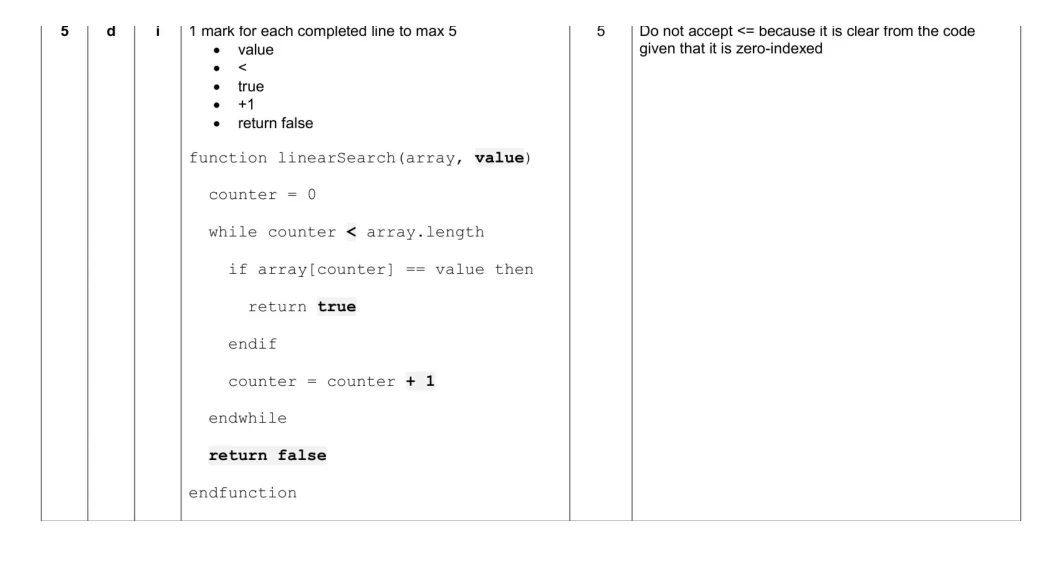 5 d i 1 mark for each completed line to max 5 5 Do not accept <= because it is clear from the code
given that it is zero-indexed
• value
• <
• true
• +1
• return false
function linearSearch(array, value)
counter = 0
while counter < array.length
if array[counter] == value then
return true
endif
counter = counter + 1
endwhile
return false
endfunction